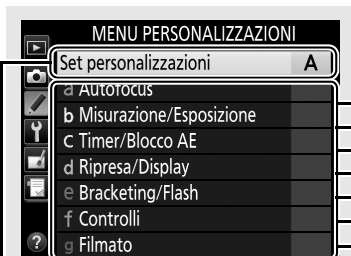 MENU PERSONALIZZAZIONI
Set personalizzazioni A
a Autofocus
b Misurazione/Esposizione
c Timer/Blocco AE
d Ripresa/Display
e Bracketing/Flash
f Controlli
g Filmato
?